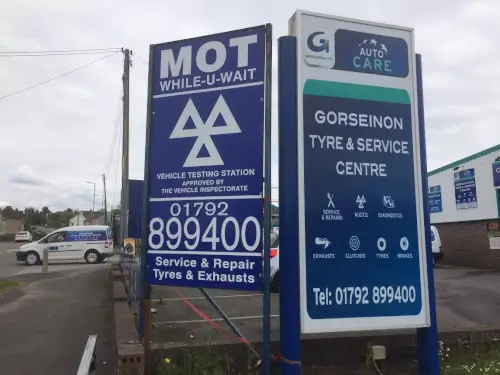 MOT
WHILE-U-WAIT
VEHICLE TESTING STATION
APPROVED BY
THE VEHICLE INSPECTORATE
01792
899400
Service & Repair
Tyres & Exhausts
G
AUTO
CARE
GORSEINON
TYRE & SERVICE
CENTRE
SERVICE & REPAIRS
M.O.T'S
DIAGNOSTICS
EXHAUSTS
CLUTCHES
TYRES
BRAKES
Tel: 01792 899400